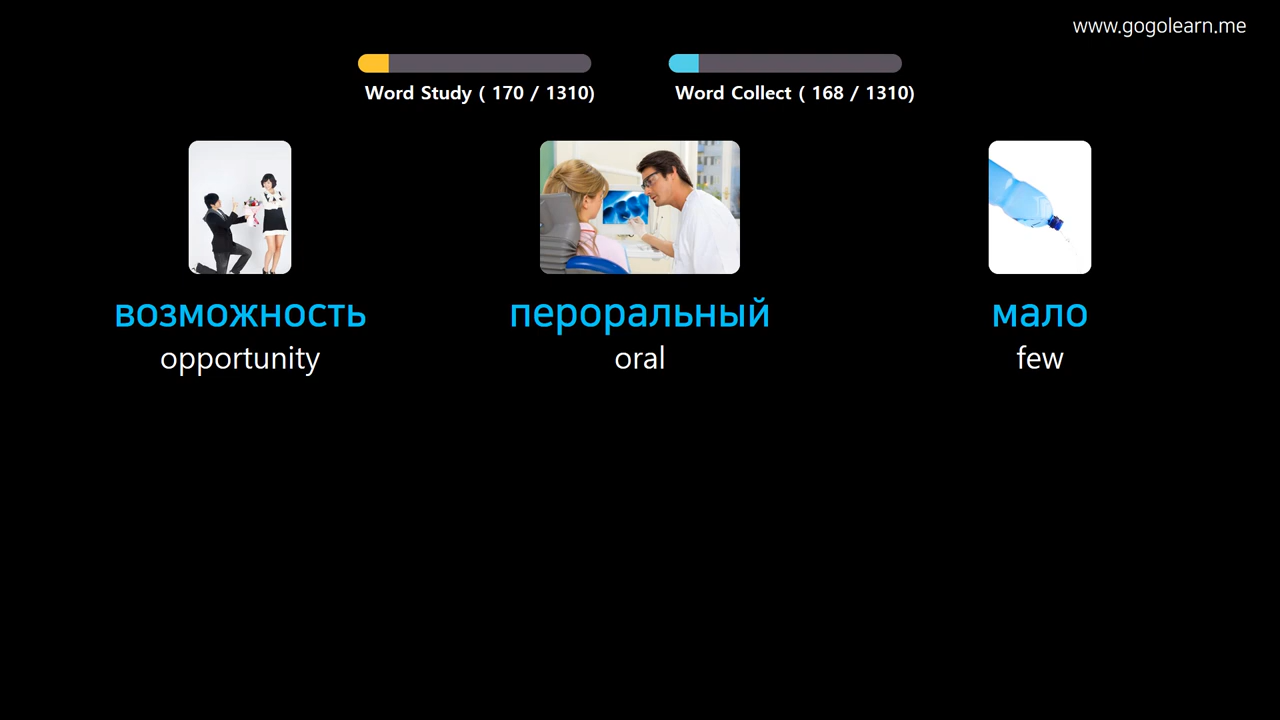 www.gogolearn.me
Word Study ( 170 / 1310)
Word Collect ( 168 / 1310)
возможность
opportunity
пероральный
oral
мало
few